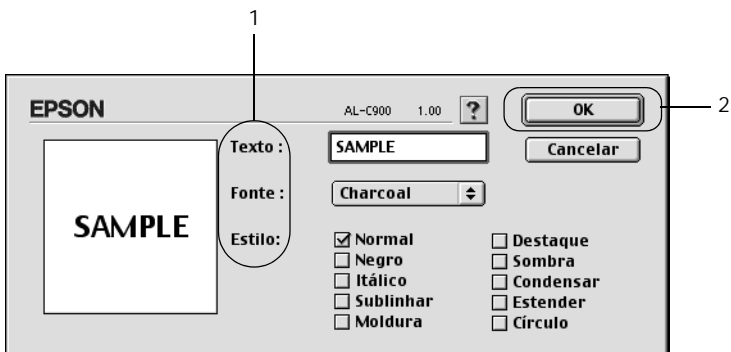 1
EPSON AL-C900 1.00 ? OK 2
Texto : SAMPLE Cancelar
Fonte : Charcoal
SAMPLE
Estilo: Normal Destaque
Negro Sombra
Itálico Condensar
Sublinhar Estender
Moldura Círculo